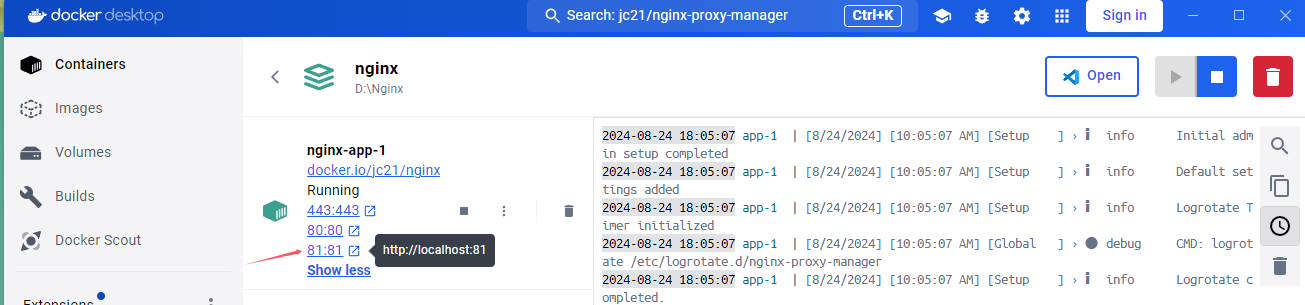 docker desktop
Search: jc21/nginx-proxy-manager
Ctrl+K
Sign in
Containers
Images
Volumes
Builds
Docker Scout
Extensions
nginx
D:\Nginx
Open
nginx-app-1
docker.io/jc21/nginx
Running
443:443
80:80
81:81
http://localhost:81
Show less
2024-08-24 18:05:07 app-1 | [8/24/2024] [10:05:07 AM] [Setup ] › ℹ info Initial adm
in setup completed
2024-08-24 18:05:07 app-1 | [8/24/2024] [10:05:07 AM] [Setup ] › ℹ info Default set
tings added
2024-08-24 18:05:07 app-1 | [8/24/2024] [10:05:07 AM] [Setup ] › ℹ info Logrotate T
imer initialized
2024-08-24 18:05:07 app-1 | [8/24/2024] [10:05:07 AM] [Global ] › ● debug CMD: logrot
ate /etc/logrotate.d/nginx-proxy-manager
2024-08-24 18:05:07 app-1 | [8/24/2024] [10:05:07 AM] [Setup ] › ℹ info Logrotate c
ompleted.